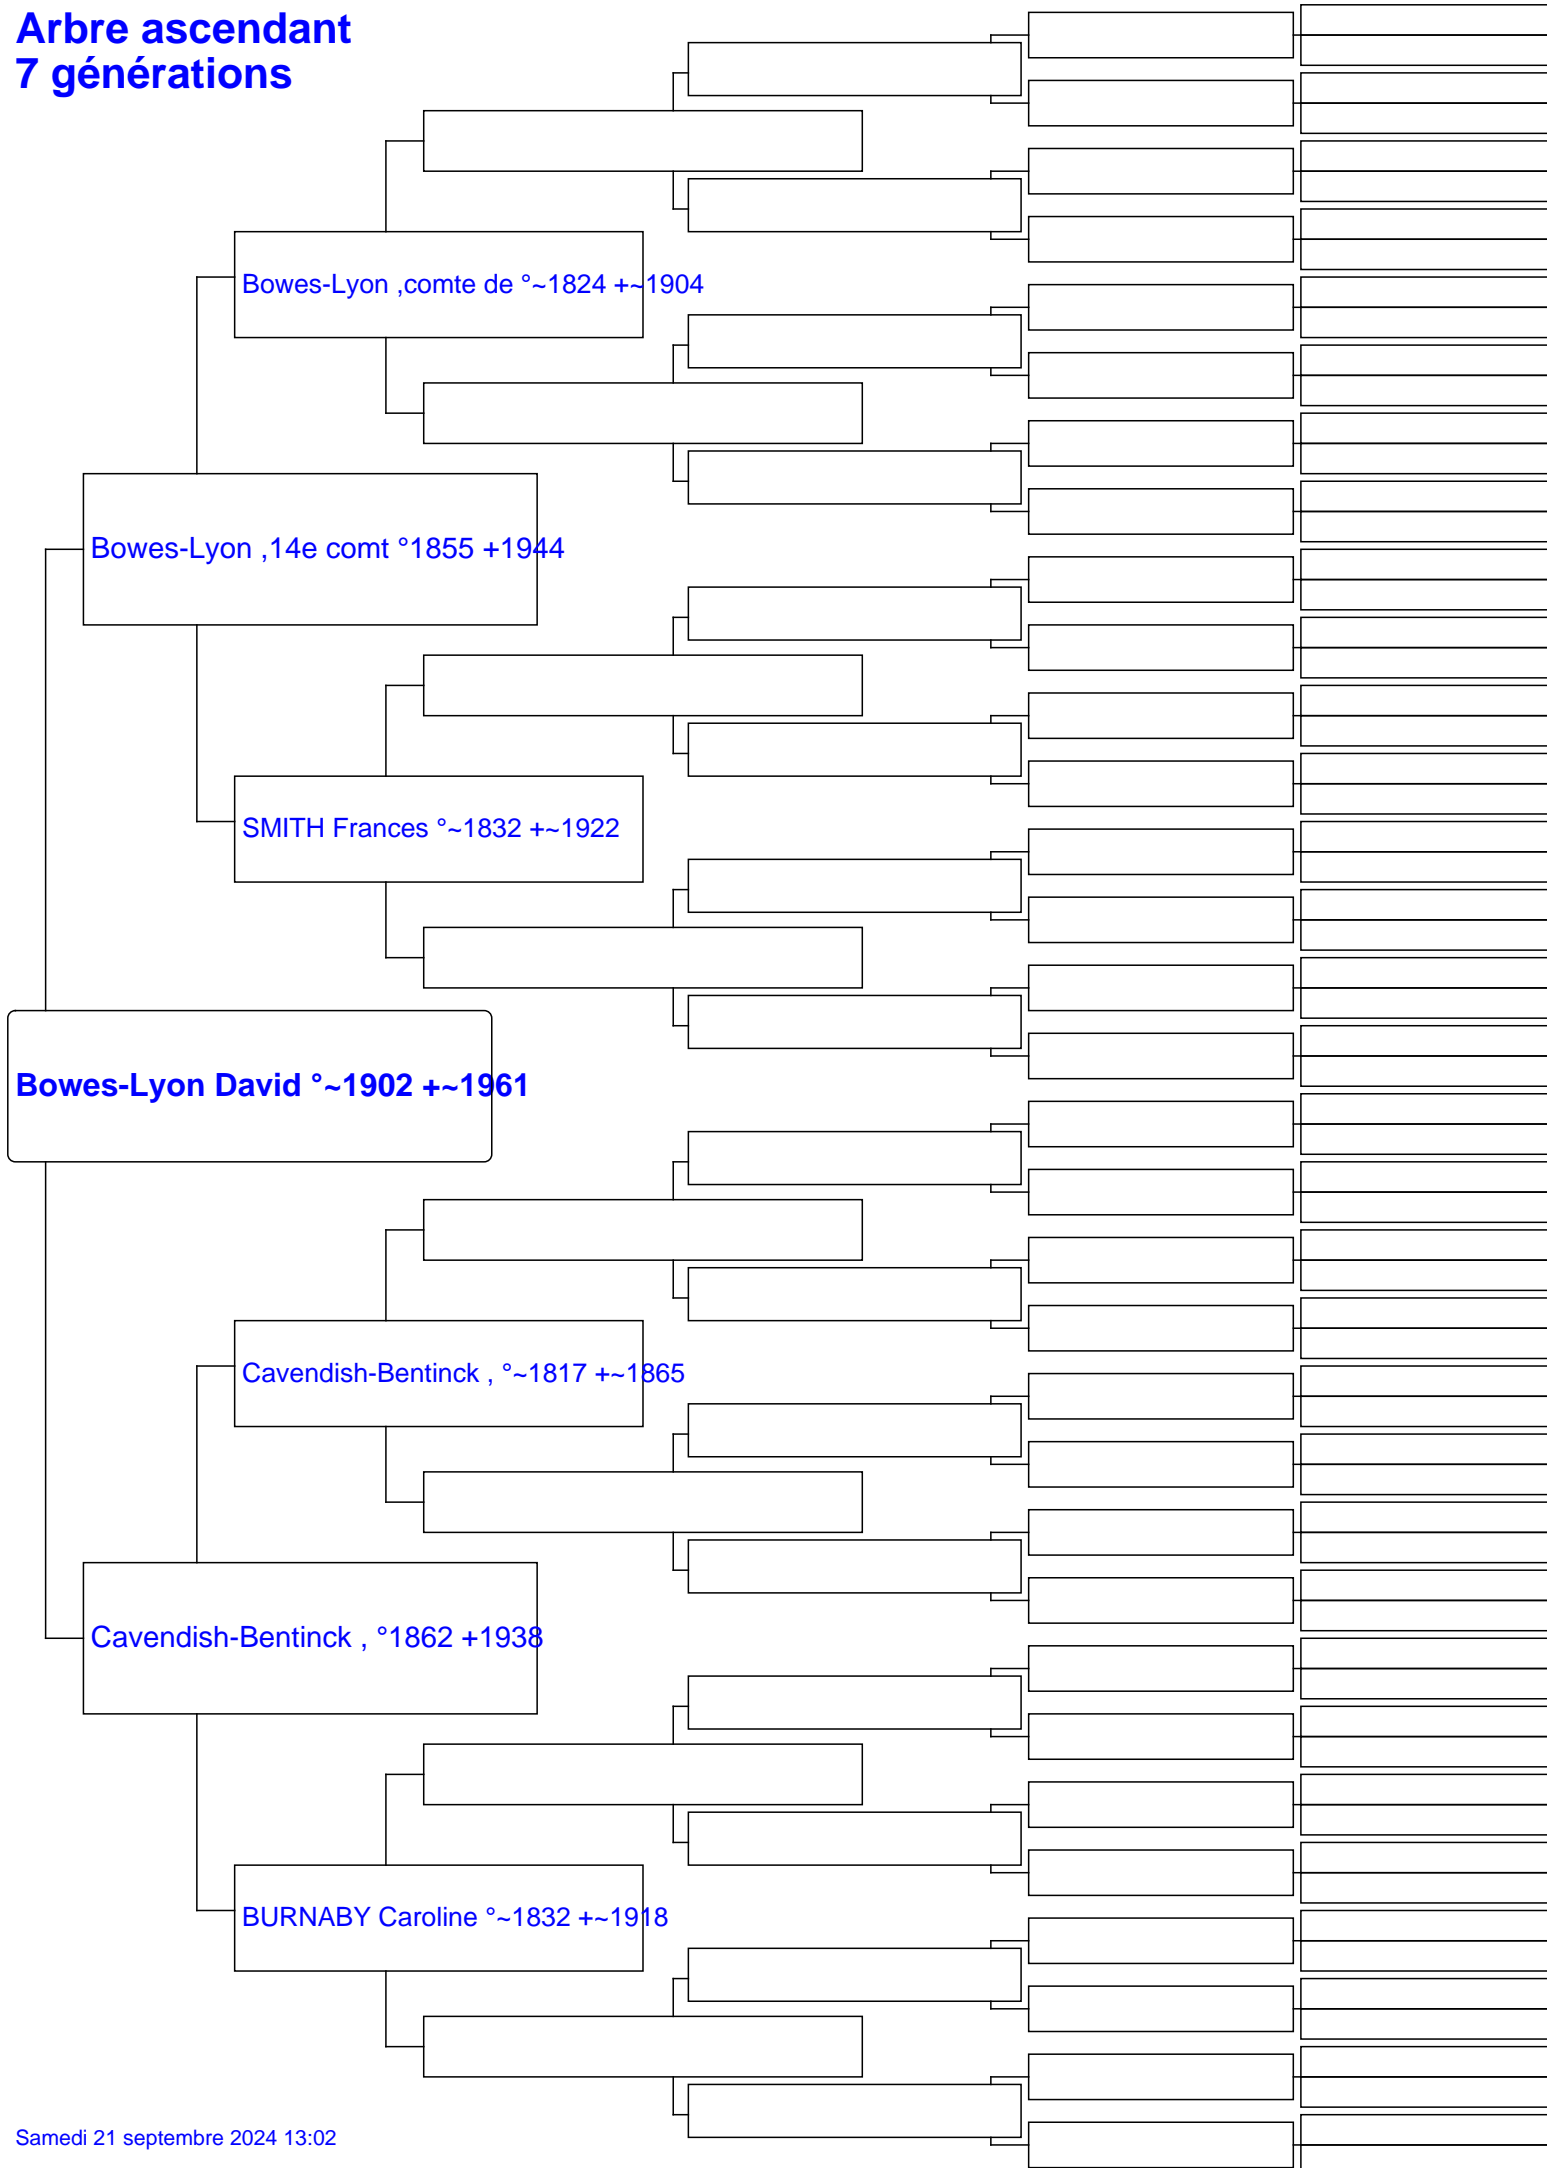 Arbre ascendant
7 générations
Bowes-Lyon ,comte de °~1824 +~1904
Bowes-Lyon ,14e comt °1855 +1944
SMITH Frances °~1832 +~1922
Bowes-Lyon David °~1902 +~1961
Cavendish-Bentinck , °~1817 +~1865
Cavendish-Bentinck , °1862 +1938
BURNABY Caroline °~1832 +~1918
Samedi 21 septembre 2024 13:02